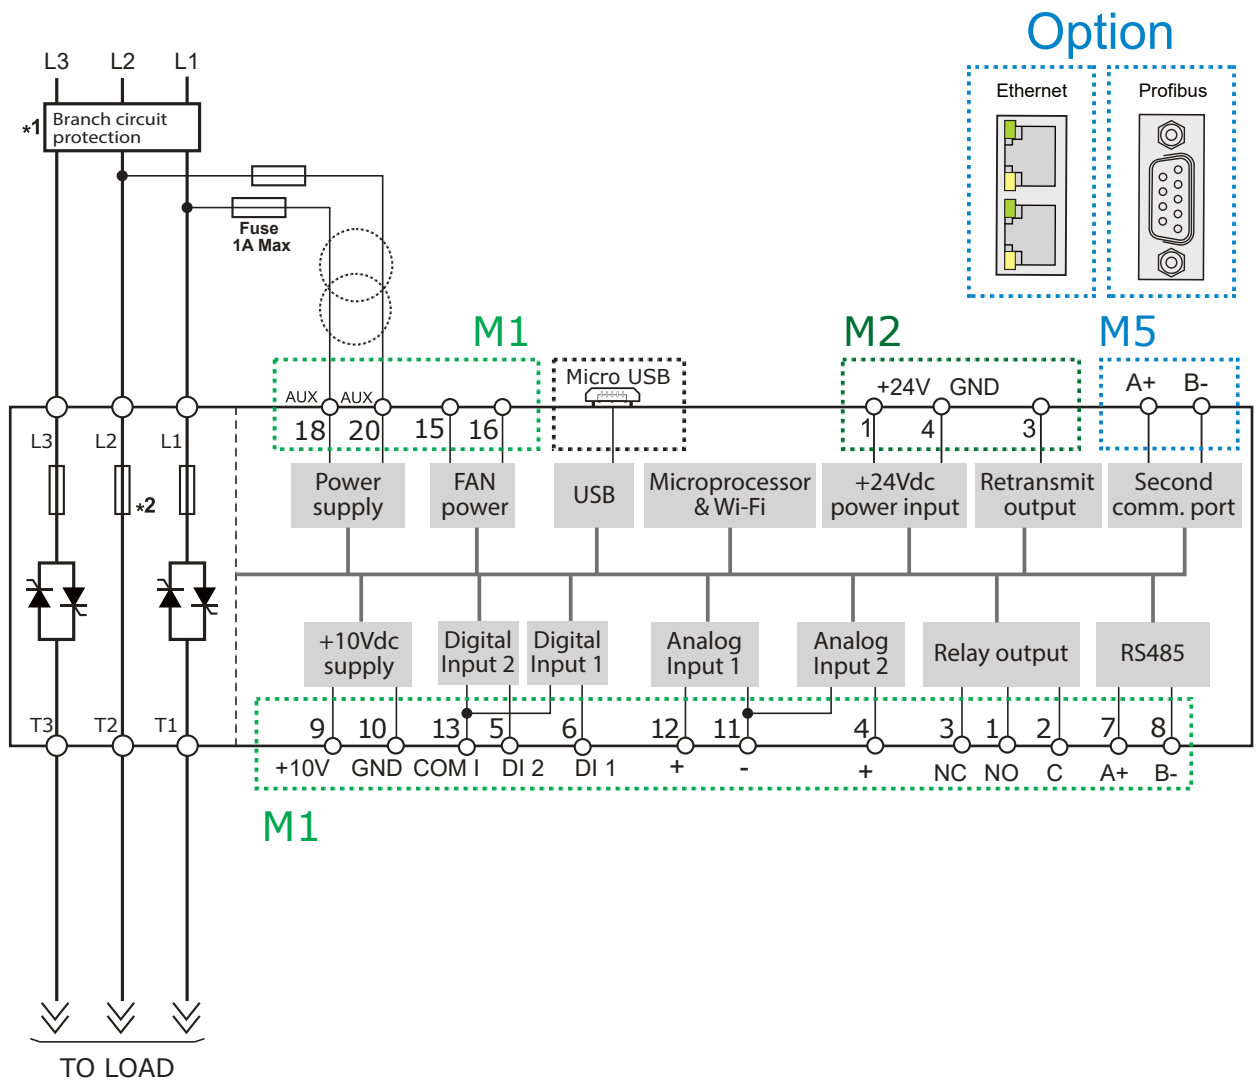 Option
Ethernet
Profibus
L3 L2 L1
*1
Branch circuit
protection
Fuse
1A Max
M1
M2
M5
AUX AUX
Micro USB
+24V GND
A+ B-
18 20 15 16
1 4 3
L3 L2 L1
*2
Power
supply
FAN
power
USB
Microprocessor
& Wi-Fi
+24Vdc
power input
Retransmit
output
Second
comm. port
+10Vdc
supply
Digital
Input 2
Digital
Input 1
Analog
Input 1
Analog
Input 2
Relay output
RS485
T3 T2 T1
9 10 13 5 6 12 11 4 3 1 2 7 8
+10V GND COM I DI 2 DI 1 + - + NC NO C A+ B-
M1
TO LOAD